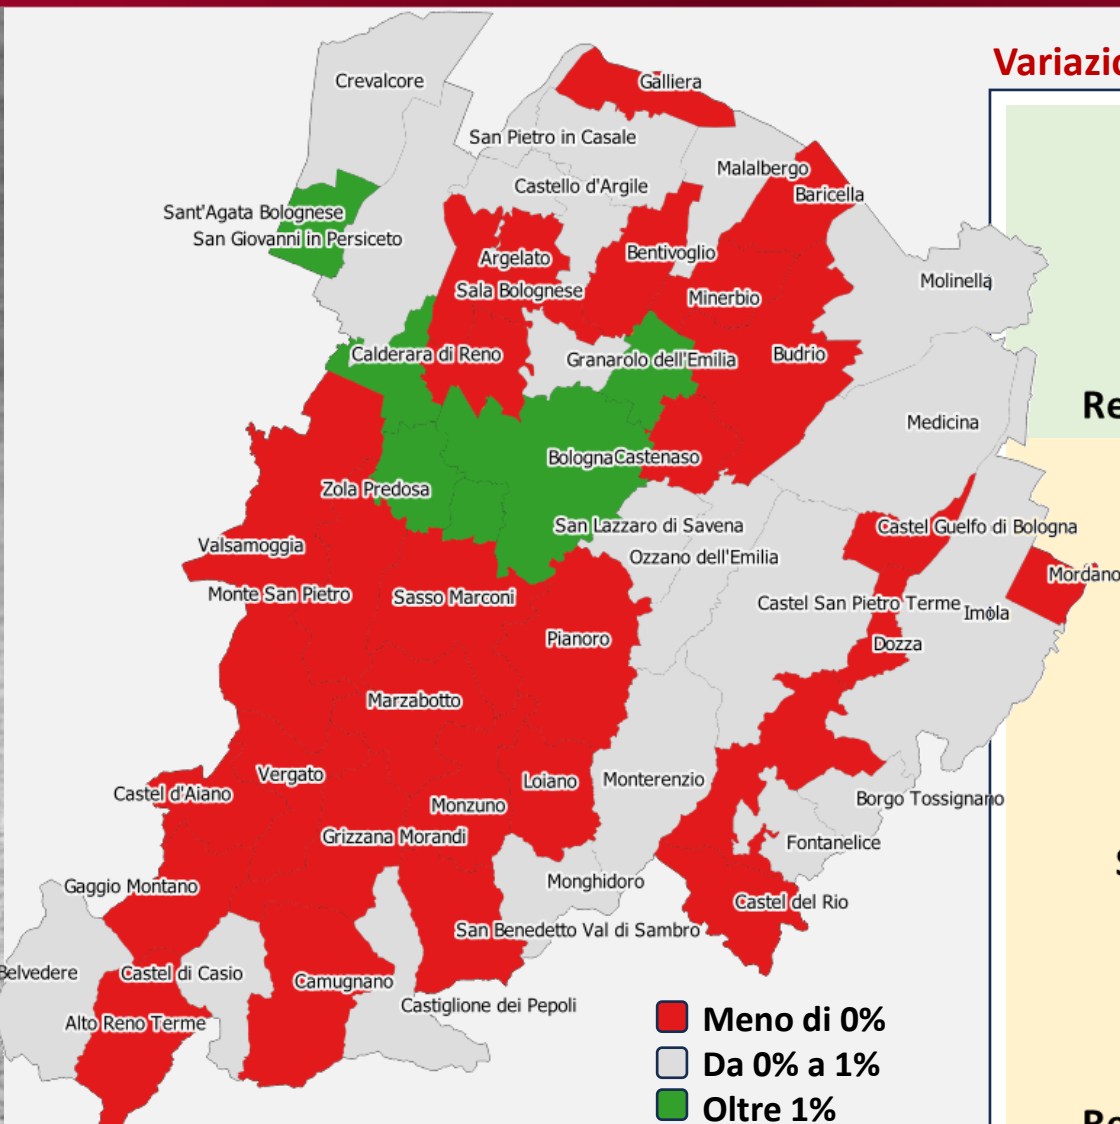 Variazio
Crevalcore
Galliera
San Pietro in Casale
Malalbergo
Castello d'Argile
Baricella
Sant'Agata Bolognese
San Giovanni in Persiceto
Bentivoglio
Argelato
Molinella
Sala Bolognese
Minerbio
Calderara di Reno
Granarolo dell'Emilia
Budrio
Re
Medicina
Bologna
Castenaso
Zola Predosa
San Lazzaro di Savena
Castel Guelfo di Bologna
Valsamoggia
Ozzano dell'Emilia
Mordano
Monte San Pietro
Sasso Marconi
Castel San Pietro Terme
Imola
Pianoro
Dozza
Marzabotto
Vergato
Loiano
Monterenzio
Castel d'Aiano
Monzuno
Borgo Tossignano
Grizzana Morandi
Fontanelice
Gaggio Montano
Monghidoro
Castel del Rio
San Benedetto Val di Sambro
Belvedere
Castel di Casio
Camugnano
Castiglione dei Pepoli
Alto Reno Terme
Meno di 0%
Da 0% a 1%
Oltre 1%